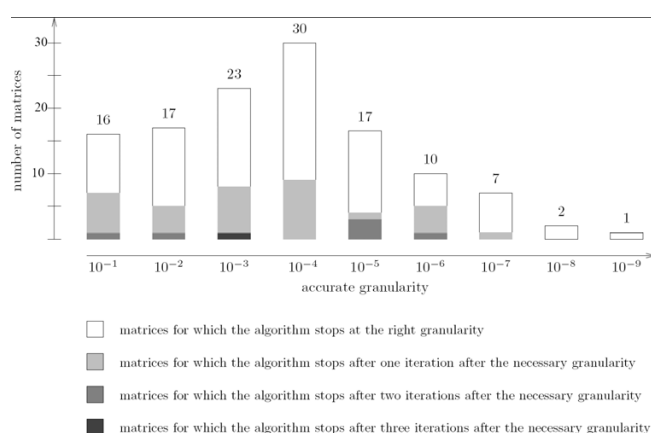 30
23
30
number of matrices
20
16
17
17
10
10
7
2
1
10⁻¹ 10⁻² 10⁻³ 10⁻⁴ 10⁻⁵ 10⁻⁶ 10⁻⁷ 10⁻⁸ 10⁻⁹
accurate granularity
matrices for which the algorithm stops at the right granularity
matrices for which the algorithm stops after one iteration after the necessary granularity
matrices for which the algorithm stops after two iterations after the necessary granularity
matrices for which the algorithm stops after three iterations after the necessary granularity